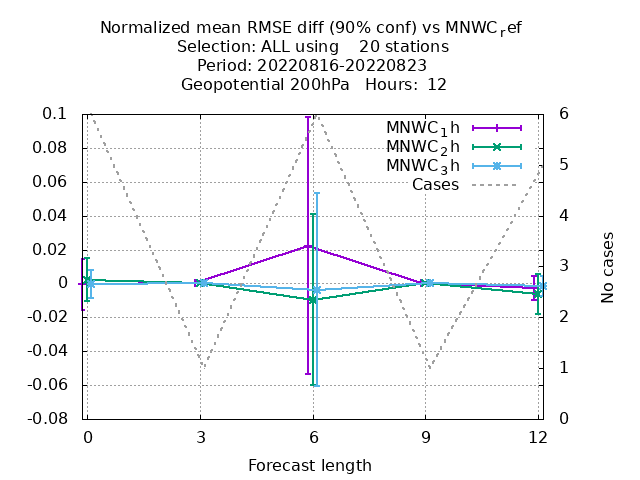 Normalized mean RMSE diff (90% conf) vs MNWC_ref
Selection: ALL using    20 stations
Period: 20220816-20220823
Geopotential 200hPa   Hours:  12
0.1
0.08
0.06
0.04
0.02
0
-0.02
-0.04
-0.06
-0.08
MNWC_1h
MNWC_2h
MNWC_3h
Cases
6
5
4
3
2
1
0
No cases
0 3 6 9 12
Forecast length